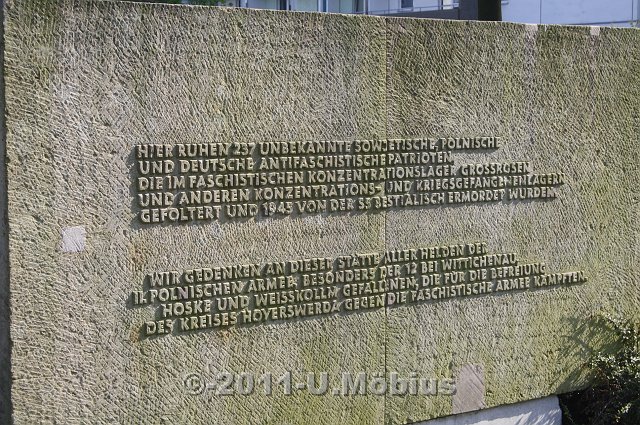 HIER RUHEN 237 UNBEKANNTE SOWJETISCHE, POLNISCHE
UND DEUTSCHE ANTIFASCHISTISCHE PATRIOTEN,
DIE IM FASCHISTISCHEN KONZENTRATIONSLAGER GROSSROSEN
UND ANDEREN KONZENTRATIONS- UND KRIEGSGEFANGENENLAGERN
GEFOLTERT UND 1945 VON DER SS BESTIALISCH ERMORDET WURDEN.
WIR GEDENKEN AN DIESER STÄTTE ALLER HELDEN DER
II. POLNISCHEN ARMEE, BESONDERS DER 12 BEI WITTICHENAU,
HOSKE UND WEISSKOLLM GEFALLENEN, DIE FÜR DIE BEFREIUNG
DES KREISES HOYERSWERDA GEGEN DIE FASCHISTISCHE ARMEE KÄMPFTEN.
©-2011-U.Möbius